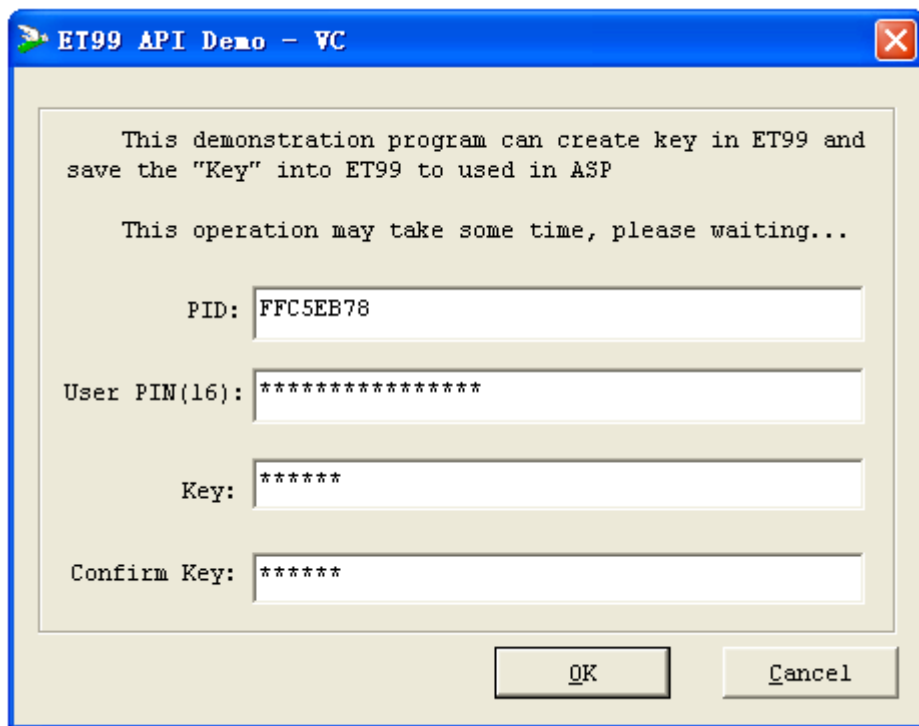 ET99 API Demo - VC
This demonstration program can create key in ET99 and
save the "Key" into ET99 to used in ASP
This operation may take some time, please waiting...
PID: FFC5EB78
User PIN(16): ****************
Key: ******
Confirm Key: ******
OK Cancel